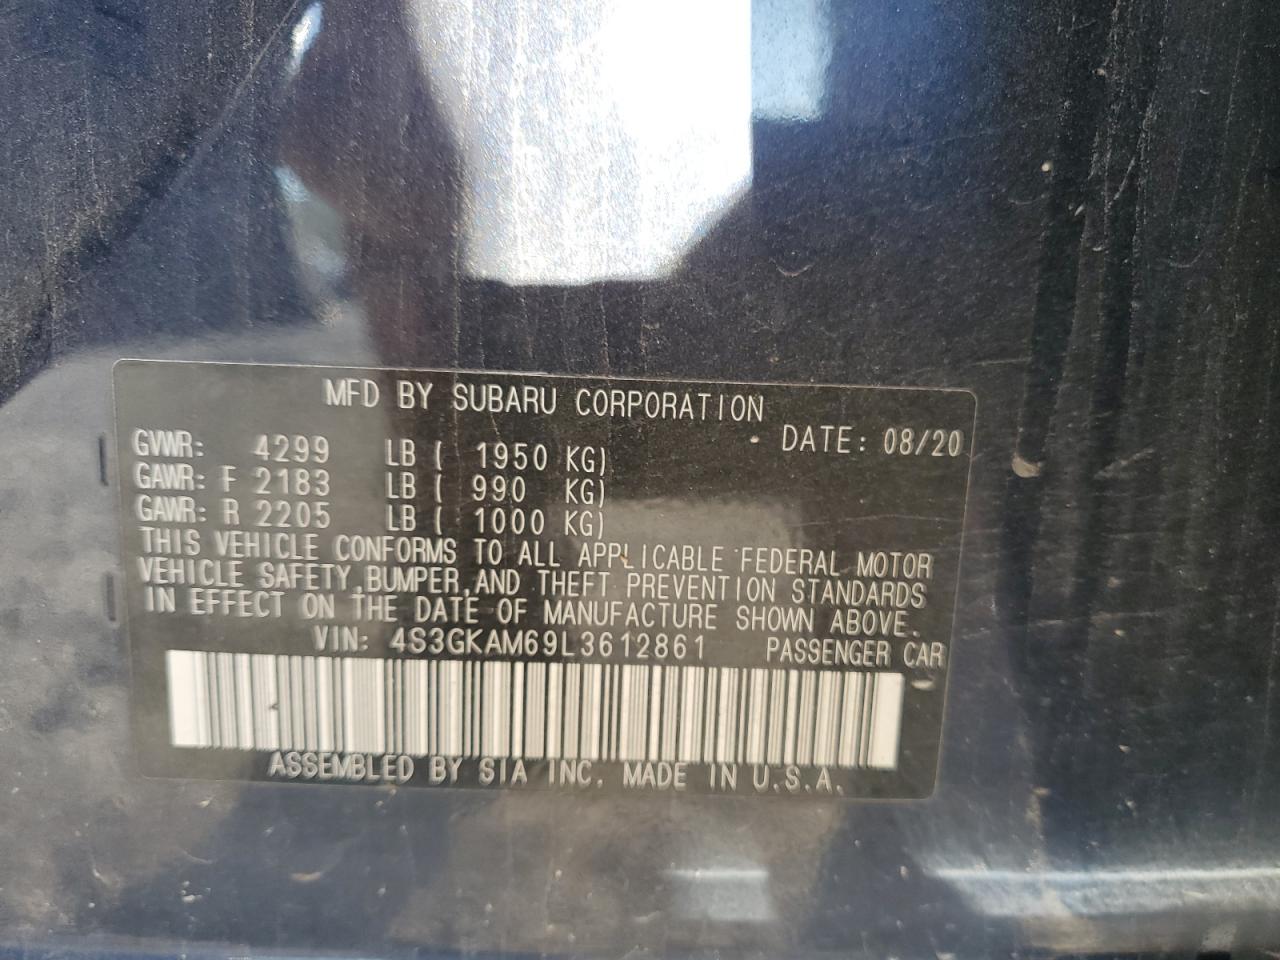 MFD BY SUBARU CORPORATION
DATE: 08/20
GVWR: 4299 LB ( 1950 KG)
GAWR: F 2183 LB ( 990 KG)
GAWR: R 2205 LB ( 1000 KG)
THIS VEHICLE CONFORMS TO ALL APPLICABLE FEDERAL MOTOR
VEHICLE SAFETY,BUMPER,AND THEFT PREVENTION STANDARDS
IN EFFECT ON THE DATE OF MANUFACTURE SHOWN ABOVE.
VIN: 4S3GKAM69L3612861 PASSENGER CAR
ASSEMBLED BY SIA INC. MADE IN U.S.A.